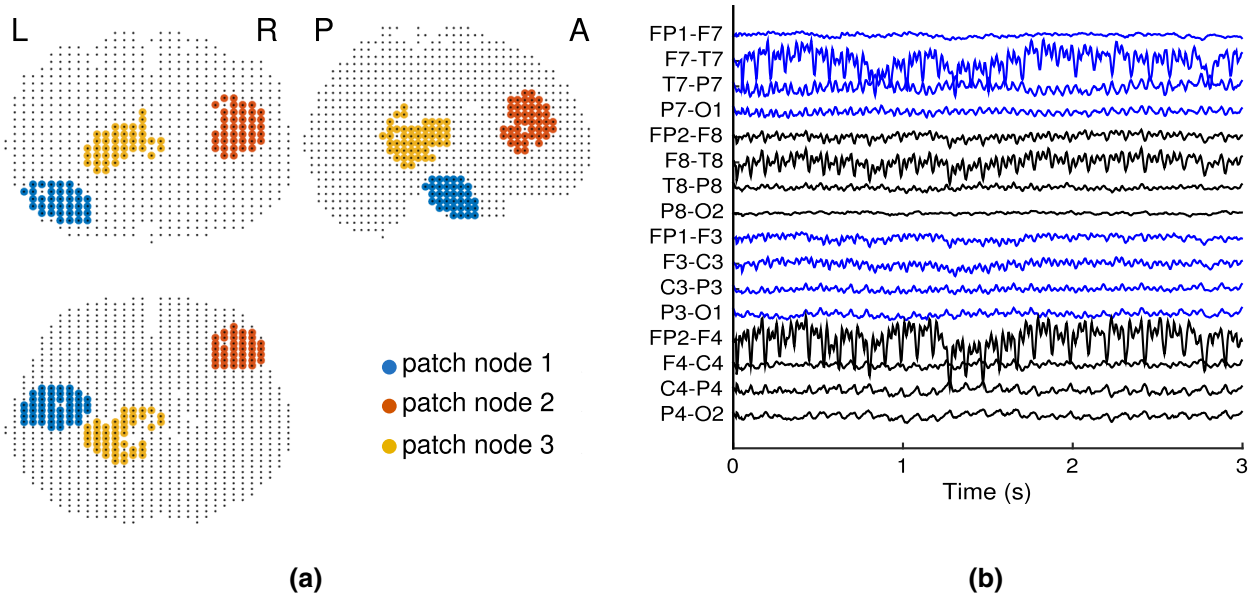 L R P A
patch node 1
patch node 2
patch node 3
(a)
FP1-F7
F7-T7
T7-P7
P7-O1
FP2-F8
F8-T8
T8-P8
P8-O2
FP1-F3
F3-C3
C3-P3
P3-O1
FP2-F4
F4-C4
C4-P4
P4-O2
0 1 2 3
Time (s)
(b)